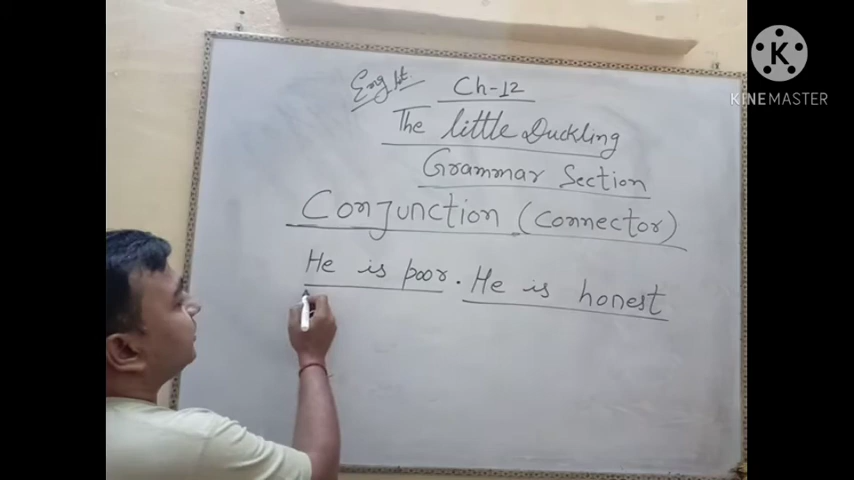 Eng lit Ch-12
The little Duckling
Grammar Section
Conjunction (Connector)
He is poor. He is honest
K
KINEMASTER